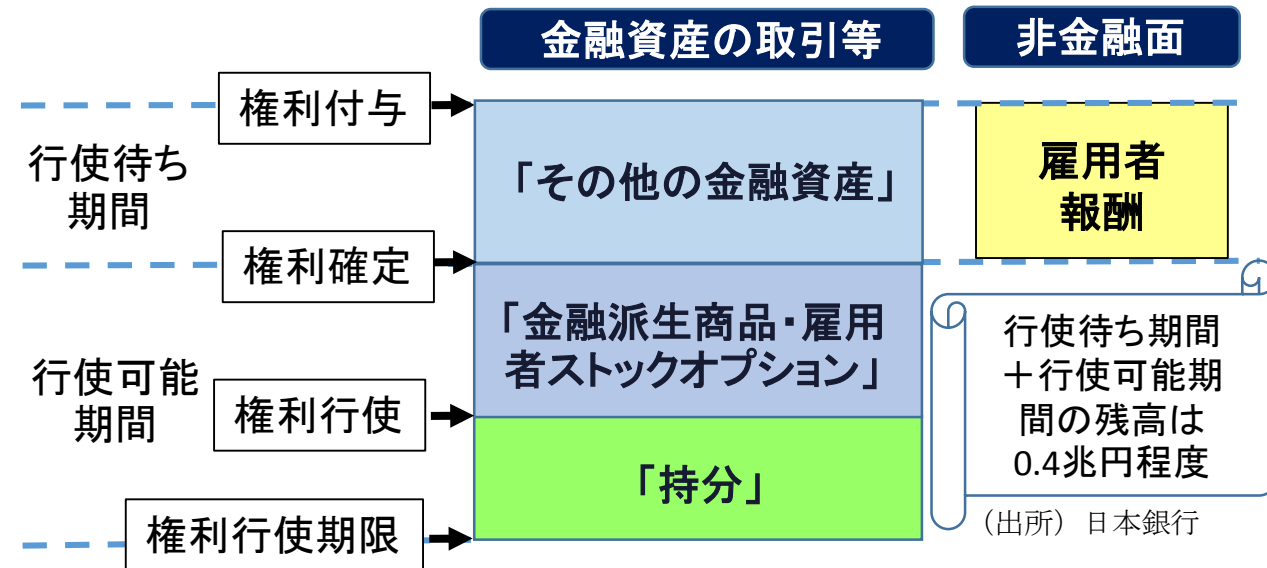 金融資産の取引等
非金融面
権利付与
行使待ち
期間
「その他の金融資産」
雇用者
報酬
権利確定
「金融派生商品・雇用
者ストックオプション」
行使可能
期間
権利行使
行使待ち期間
＋行使可能期
間の残高は
0.4兆円程度
「持分」
権利行使期限
（出所）日本銀行